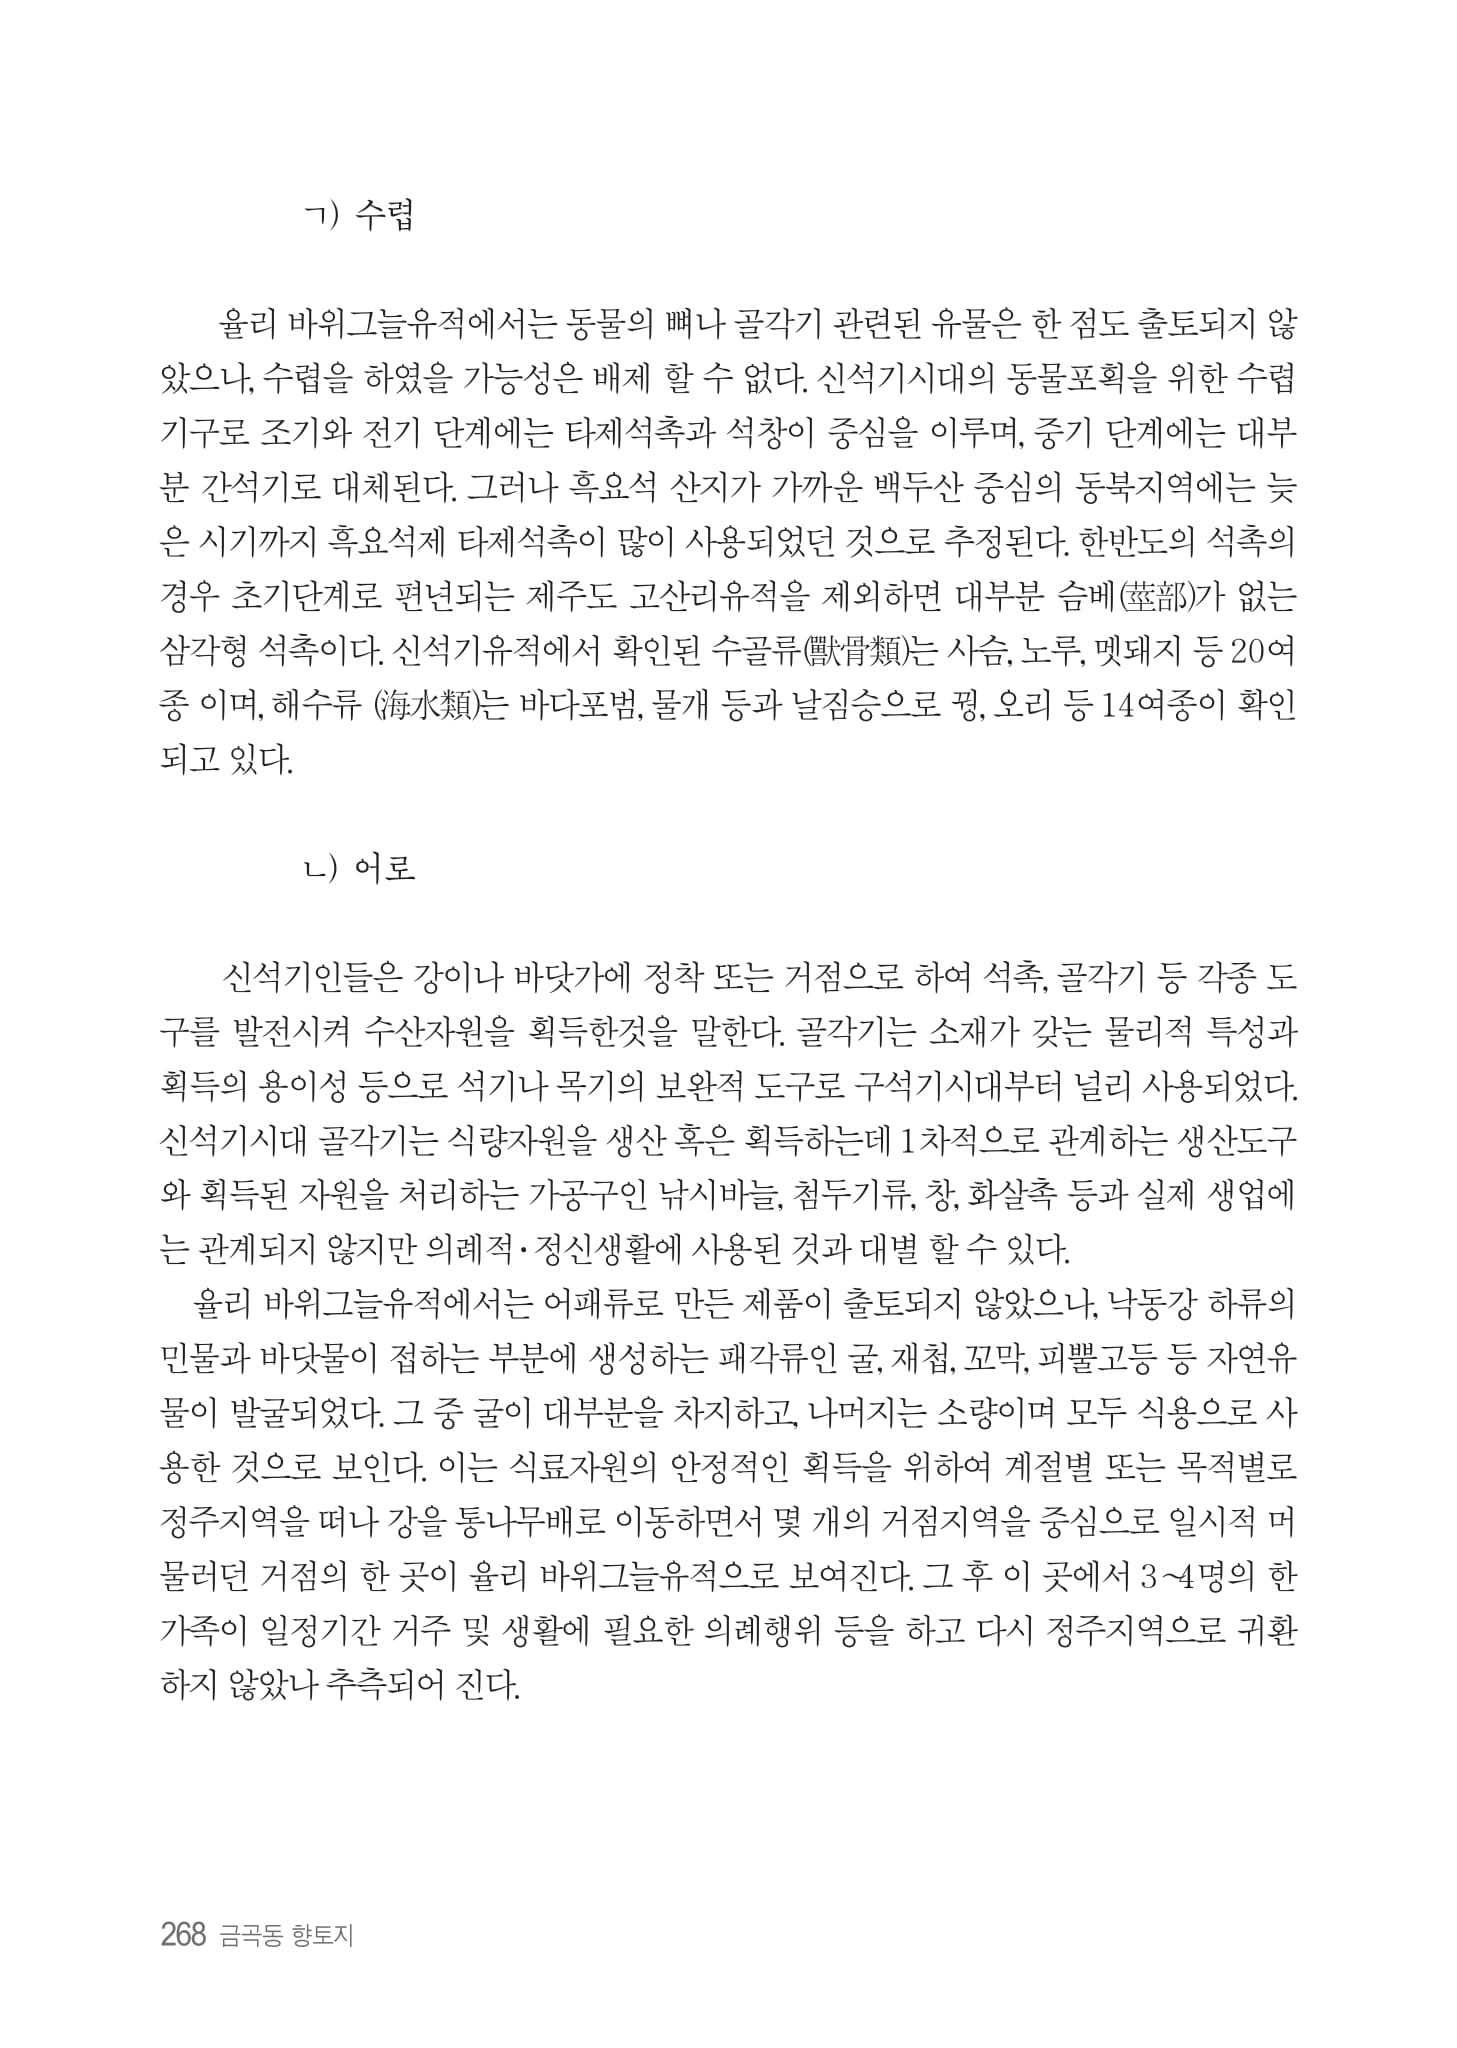 ㄱ) 수렵
율리 바위그늘유적에서는 동물의 뼈나 골각기 관련된 유물은 한 점도 출토되지 않
았으나, 수렵을 하였을 가능성은 배제 할 수 없다. 신석기시대의 동물포획을 위한 수렵
기구로 조기와 전기 단계에는 타제석촉과 석창이 중심을 이루며, 중기 단계에는 대부
분 간석기로 대체된다. 그러나 흑요석 산지가 가까운 백두산 중심의 동북지역에는 늦
은 시기까지 흑요석제 타제석촉이 많이 사용되었던 것으로 추정된다. 한반도의 석촉의
경우 초기단계로 편년되는 제주도 고산리유적을 제외하면 대부분 슴베(莖部)가 없는
삼각형 석촉이다. 신석기유적에서 확인된 수골류(獸骨類)는 사슴, 노루, 멧돼지 등 20여
종 이며, 해수류 (海水類)는 바다포범, 물개 등과 날짐승으로 꿩, 오리 등 14여종이 확인
되고 있다.
ㄴ) 어로
신석기인들은 강이나 바닷가에 정착 또는 거점으로 하여 석촉, 골각기 등 각종 도
구를 발전시켜 수산자원을 획득한것을 말한다. 골각기는 소재가 갖는 물리적 특성과
획득의 용이성 등으로 석기나 목기의 보완적 도구로 구석기시대부터 널리 사용되었다.
신석기시대 골각기는 식량자원을 생산 혹은 획득하는데 1차적으로 관계하는 생산도구
와 획득된 자원을 처리하는 가공구인 낚시바늘, 첨두기류, 창, 화살촉 등과 실제 생업에
는 관계되지 않지만 의례적·정신생활에 사용된 것과 대별 할 수 있다.
율리 바위그늘유적에서는 어패류로 만든 제품이 출토되지 않았으나, 낙동강 하류의
민물과 바닷물이 접하는 부분에 생성하는 패각류인 굴, 재첩, 꼬막, 피뿔고등 등 자연유
물이 발굴되었다. 그 중 굴이 대부분을 차지하고, 나머지는 소량이며 모두 식용으로 사
용한 것으로 보인다. 이는 식료자원의 안정적인 획득을 위하여 계절별 또는 목적별로
정주지역을 떠나 강을 통나무배로 이동하면서 몇 개의 거점지역을 중심으로 일시적 머
물러던 거점의 한 곳이 율리 바위그늘유적으로 보여진다. 그 후 이 곳에서 3~4명의 한
가족이 일정기간 거주 및 생활에 필요한 의례행위 등을 하고 다시 정주지역으로 귀환
하지 않았나 추측되어 진다.
268 금곡동 향토지